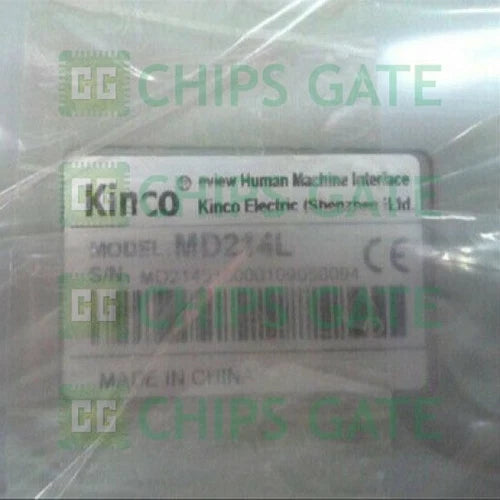 CHIPS GATE
Kinco eview Human Machine Interface
Kinco Electric (Shenzhen) Ltd.
MODEL: MD214L
S/N: CE
CHIPS GATE
MADE IN CHINA
CHIPS GATE